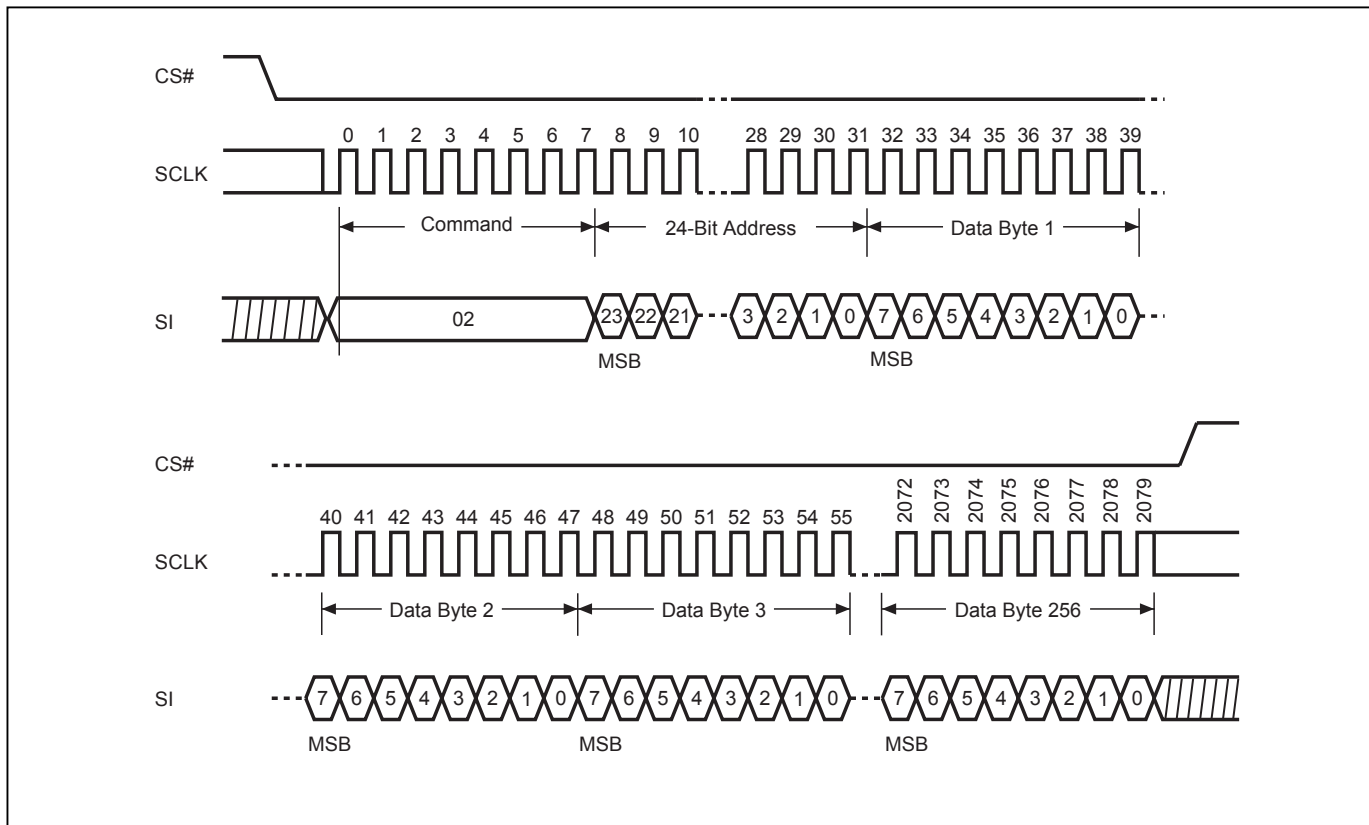 CS#
0 1 2 3 4 5 6 7 8 9 10 28 29 30 31 32 33 34 35 36 37 38 39
SCLK
Command 24-Bit Address Data Byte 1
SI 02 23 22 21 3 2 1 0 7 6 5 4 3 2 1 0
MSB MSB
CS#
40 41 42 43 44 45 46 47 48 49 50 51 52 53 54 55 2072 2073 2074 2075 2076 2077 2078 2079
SCLK
Data Byte 2 Data Byte 3 Data Byte 256
SI 7 6 5 4 3 2 1 0 7 6 5 4 3 2 1 0 7 6 5 4 3 2 1 0
MSB MSB MSB